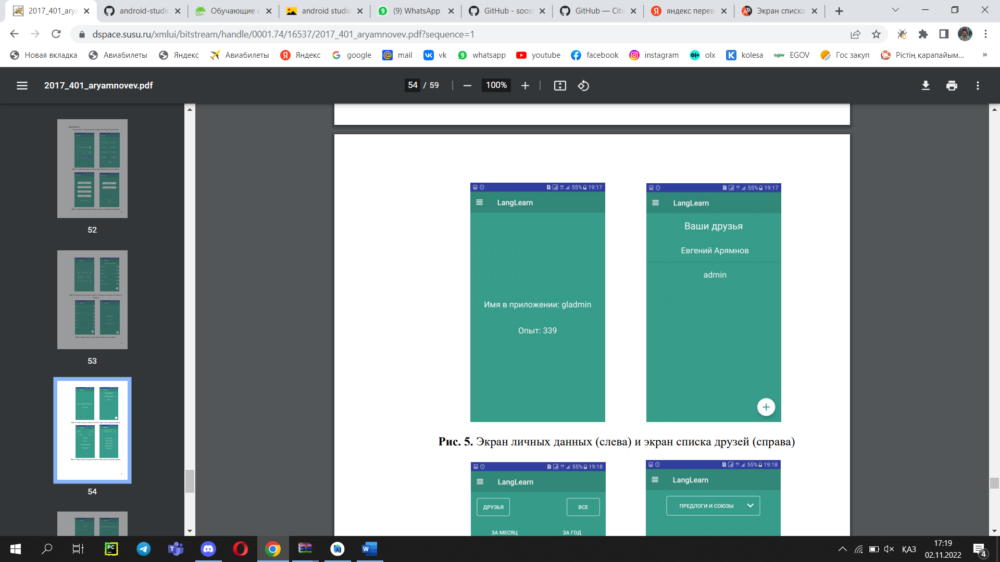 2017_401_arya
android-studio
Обучающие с
android studio
(9) WhatsApp
GitHub - soosl
GitHub — Citi
яндекс перев
Экран списка
dspace.susu.ru/xmlui/bitstream/handle/0001.74/16537/2017_401_aryamnovev.pdf?sequence=1
Новая вкладка
Авиабилеты
Яндекс
Авиабилеты
Яндекс
google
mail
vk
whatsapp
youtube
facebook
instagram
olx
kolesa
EGOV
Гос закуп
Рістің қарапайым...
2017_401_aryamnovev.pdf
54 / 59
100%
52
53
54
55% 19:17
LangLearn
Имя в приложении: gladmin
Опыт: 339
55% 19:17
LangLearn
Ваши друзья
Евгений Арямнов
admin
Рис. 5. Экран личных данных (слева) и экран списка друзей (справа)
55% 19:18
LangLearn
ДРУЗЬЯ
ВСЕ
ЗА МЕСЯЦ
ЗА ГОД
55% 19:18
LangLearn
ПРЕДЛОГИ И СОЮЗЫ
ҚАЗ
17:19
02.11.2022
4